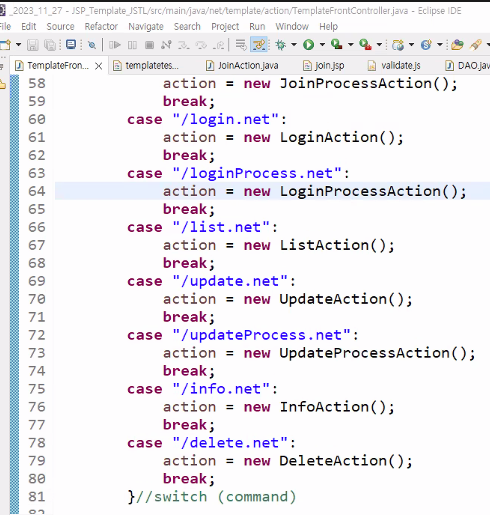 _2023_11_27 - JSP_Template_JSTL/src/main/java/net/template/action/TemplateFrontController.java - Eclipse IDE
File Edit Source Refactor Navigate Search Project Run Window Help
TemplateFron... templatetes... JoinAction.java join.jsp validate.js DAO.java
58 action = new JoinProcessAction();
59 break;
60 case "/login.net":
61 action = new LoginAction();
62 break;
63 case "/loginProcess.net":
64 action = new LoginProcessAction();
65 break;
66 case "/list.net":
67 action = new ListAction();
68 break;
69 case "/update.net":
70 action = new UpdateAction();
71 break;
72 case "/updateProcess.net":
73 action = new UpdateProcessAction();
74 break;
75 case "/info.net":
76 action = new InfoAction();
77 break;
78 case "/delete.net":
79 action = new DeleteAction();
80 break;
81 }//switch (command)